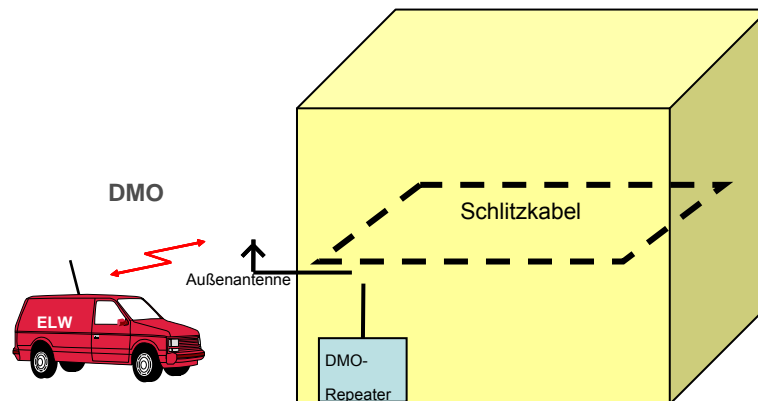 DMO
Schlitzkabel
Außenantenne
ELW
DMO-
Repeater